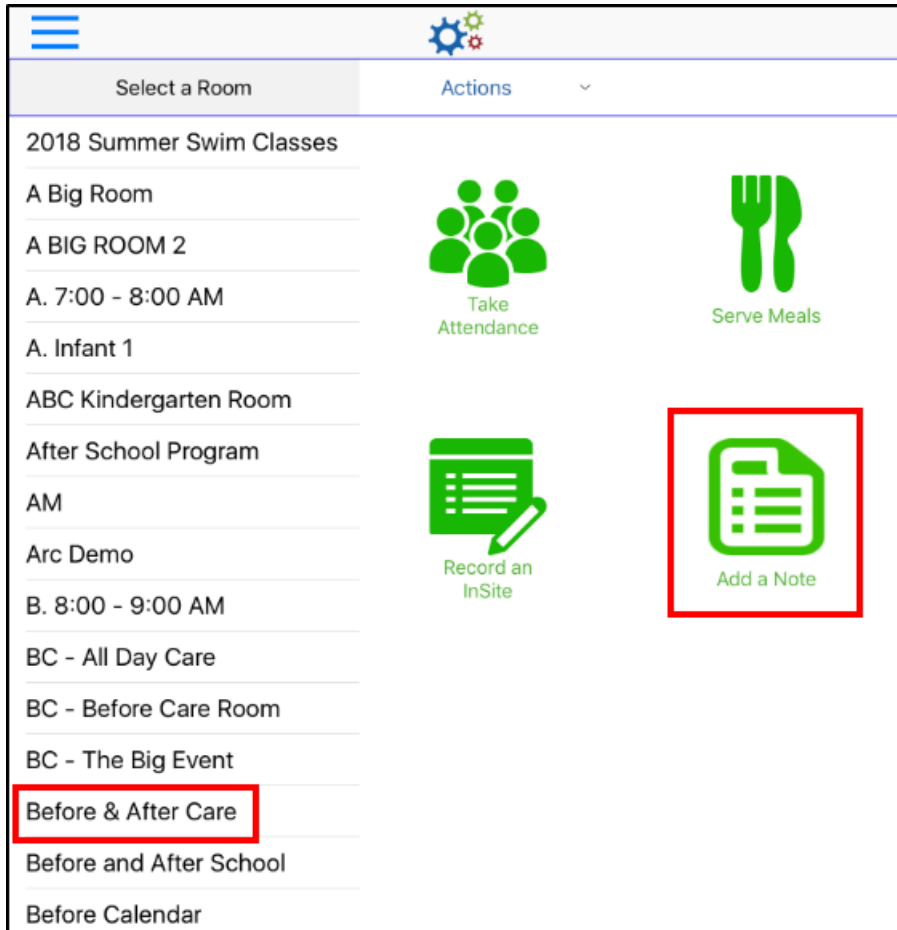 Select a Room
Actions
2018 Summer Swim Classes
A Big Room
A BIG ROOM 2
A. 7:00 - 8:00 AM
A. Infant 1
ABC Kindergarten Room
After School Program
AM
Arc Demo
B. 8:00 - 9:00 AM
BC - All Day Care
BC - Before Care Room
BC - The Big Event
Before & After Care
Before and After School
Before Calendar
Take
Attendance
Serve Meals
Record an
InSite
Add a Note